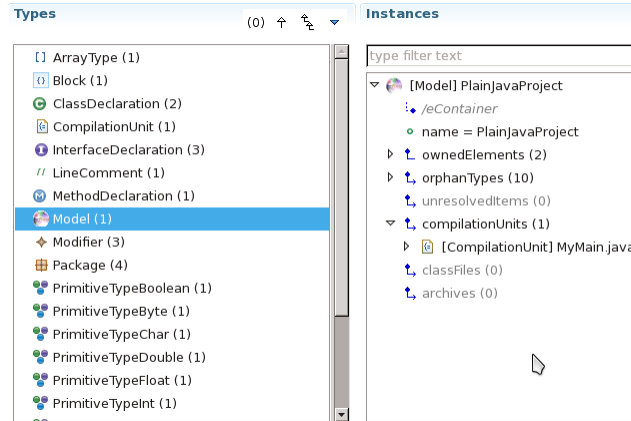 Types
(0)
ArrayType (1)
Block (1)
ClassDeclaration (2)
CompilationUnit (1)
InterfaceDeclaration (3)
LineComment (1)
MethodDeclaration (1)
Model (1)
Modifier (3)
Package (4)
PrimitiveTypeBoolean (1)
PrimitiveTypeByte (1)
PrimitiveTypeChar (1)
PrimitiveTypeDouble (1)
PrimitiveTypeFloat (1)
PrimitiveTypeInt (1)
Instances
type filter text
[Model] PlainJavaProject
/eContainer
name = PlainJavaProject
ownedElements (2)
orphanTypes (10)
unresolvedItems (0)
compilationUnits (1)
[CompilationUnit] MyMain.java
classFiles (0)
archives (0)